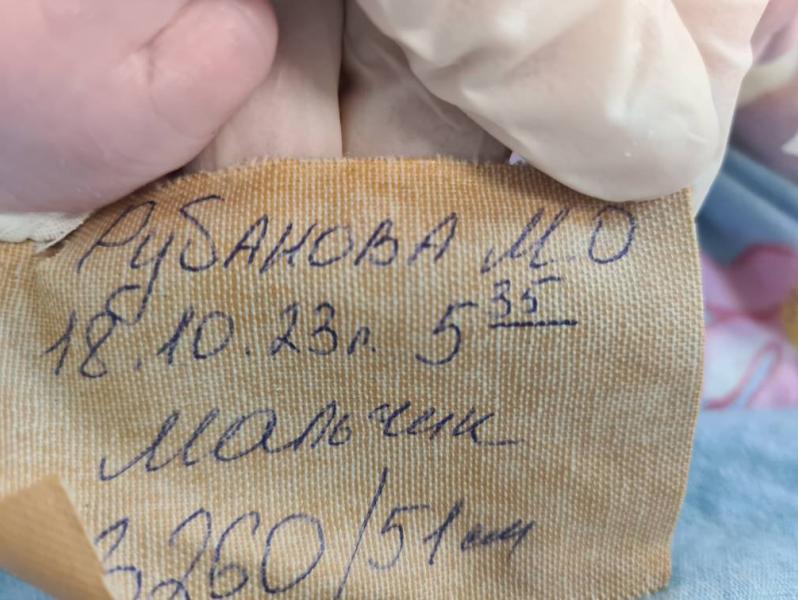 Рубанова М.О
18.10.23г. 5 35
Мальчик
3260/51см